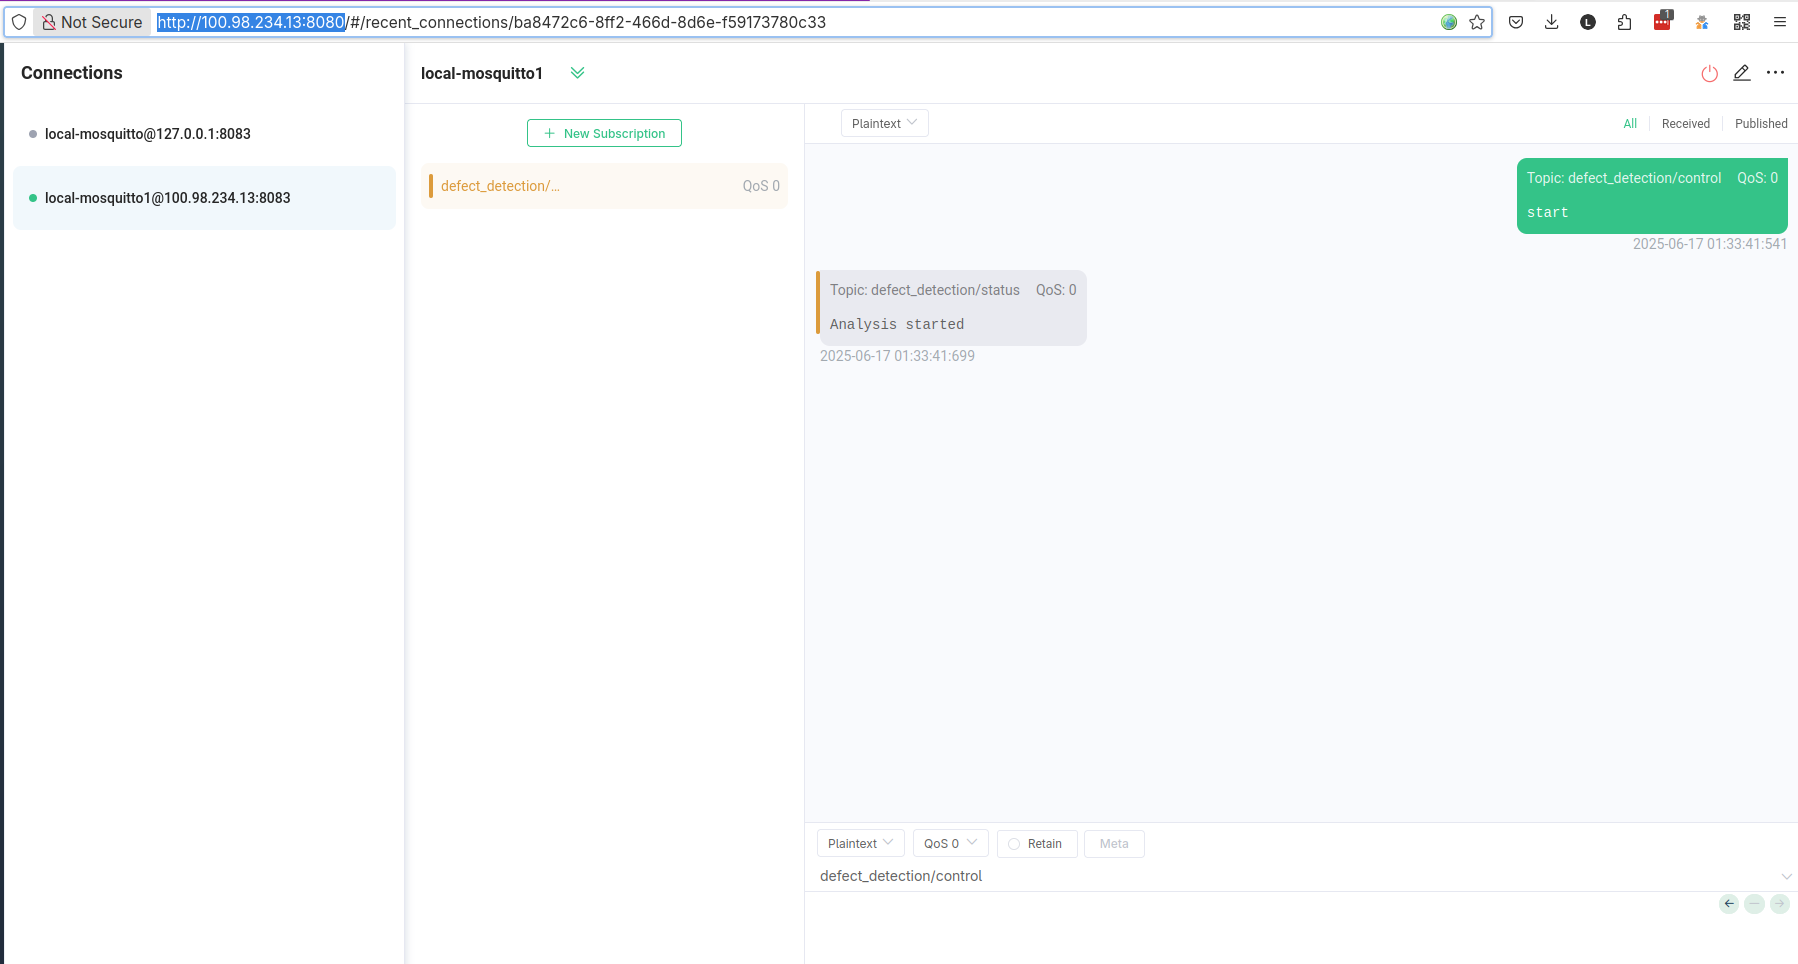 Not Secure http://100.98.234.13:8080/#/recent_connections/ba8472c6-8ff2-466d-8d6e-f59173780c33
L
1
Connections
local-mosquitto@127.0.0.1:8083
local-mosquitto1@100.98.234.13:8083
local-mosquitto1
New Subscription
defect_detection/... QoS 0
Plaintext
All Received Published
Topic: defect_detection/control QoS: 0
start
2025-06-17 01:33:41:541
Topic: defect_detection/status QoS: 0
Analysis started
2025-06-17 01:33:41:699
Plaintext QoS 0 Retain Meta
defect_detection/control